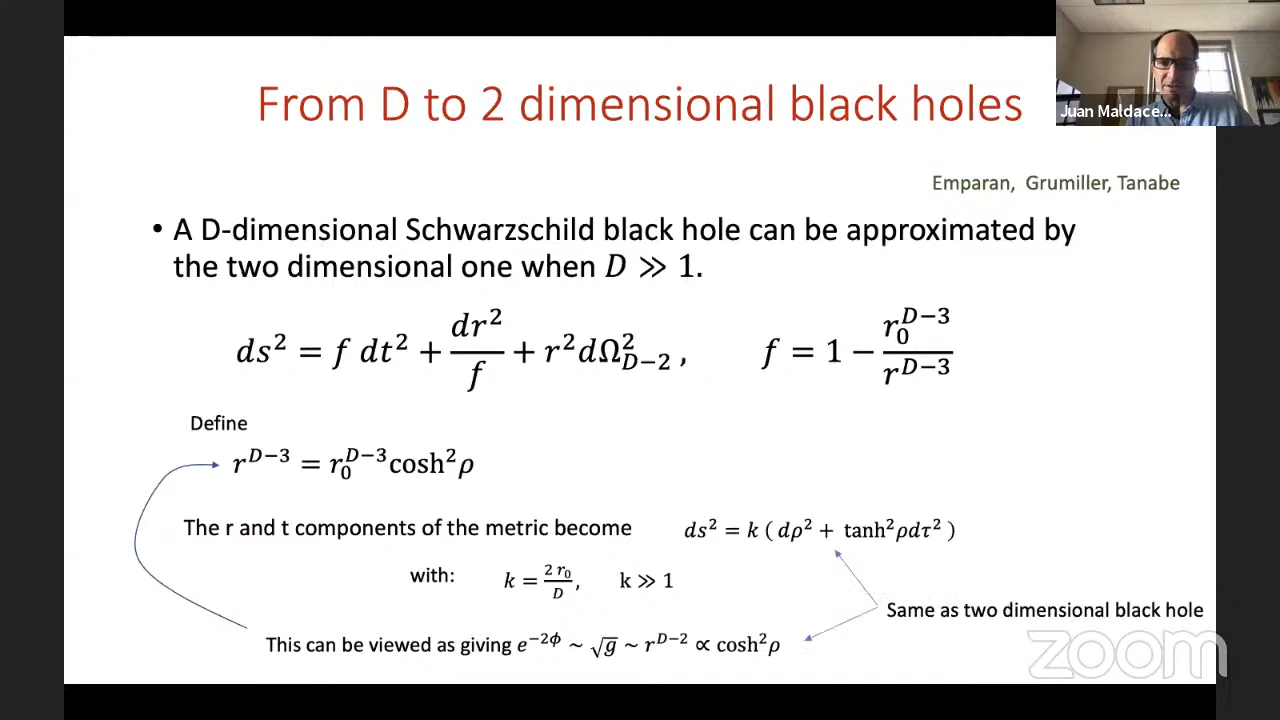 From D to 2 dimensional black holes
Juan Maldace...
Emparan, Grumiller, Tanabe
• A D-dimensional Schwarzschild black hole can be approximated by
the two dimensional one when D ≫ 1.
ds² = f dt² + dr²/f + r²dΩ²_{D−2} , f = 1 − r₀^{D−3}/r^{D−3}
Define
r^{D−3} = r₀^{D−3}cosh²ρ
The r and t components of the metric become ds² = k ( dρ² + tanh²ρdτ² )
with: k = 2 r₀/D, k ≫ 1
Same as two dimensional black hole
This can be viewed as giving e^{−2ϕ} ~ √g ~ r^{D−2} ∝ cosh²ρ
zoom